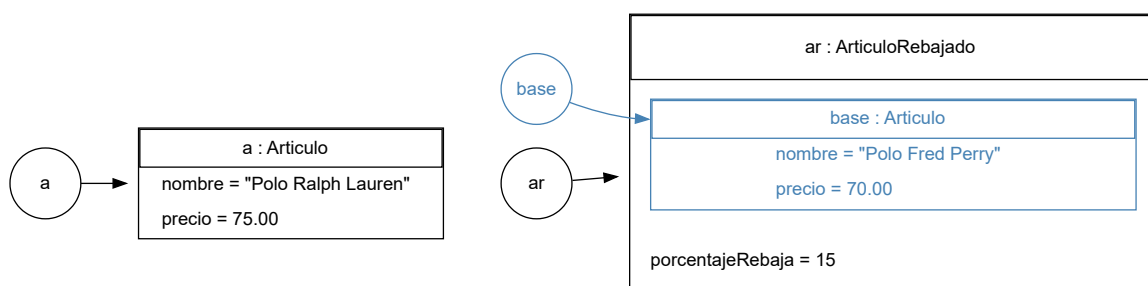 a
a : Articulo
nombre = "Polo Ralph Lauren"
precio = 75.00
base
ar
ar : ArticuloRebajado
base : Articulo
nombre = "Polo Fred Perry"
precio = 70.00
porcentajeRebaja = 15